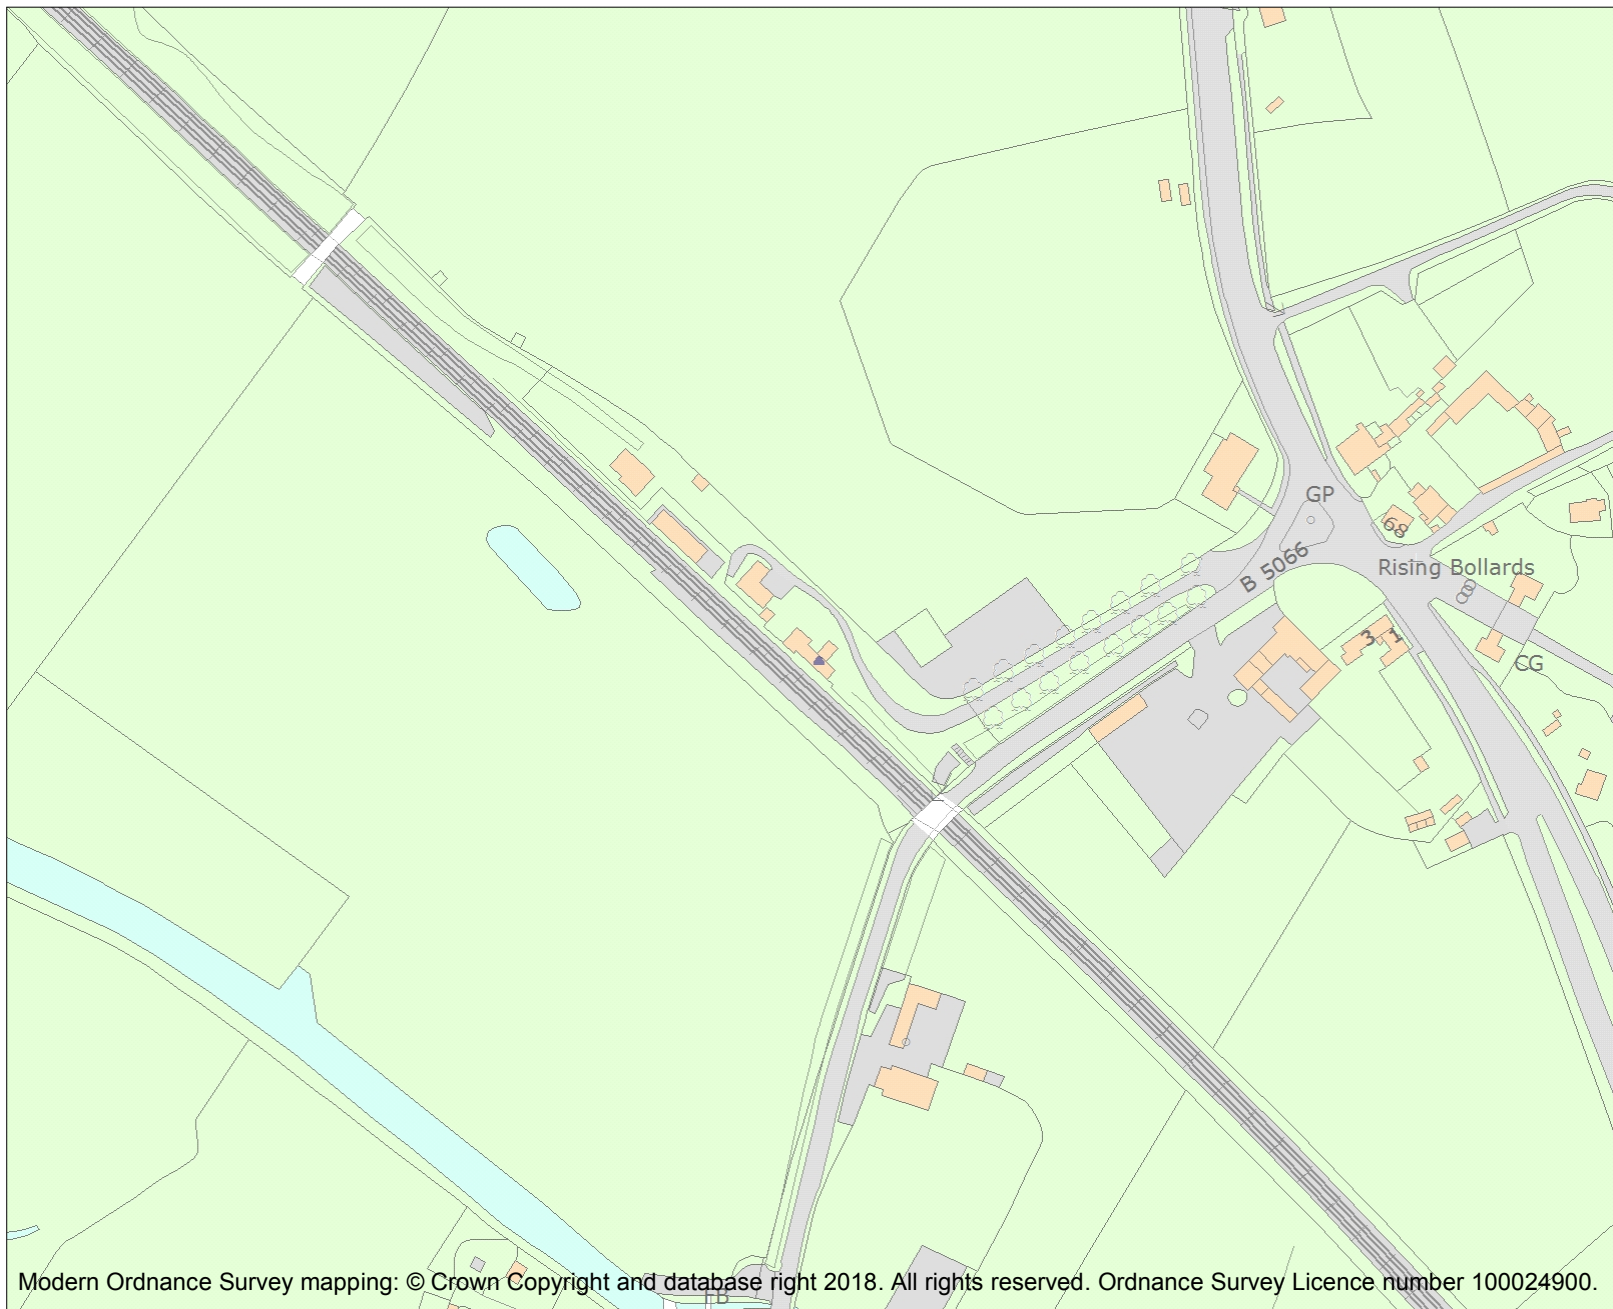 GP
68
B 5066
Rising Bollards
3
1
CG
Modern Ordnance Survey mapping: © Crown Copyright and database right 2018. All rights reserved. Ordnance Survey Licence number 100024900.
FB